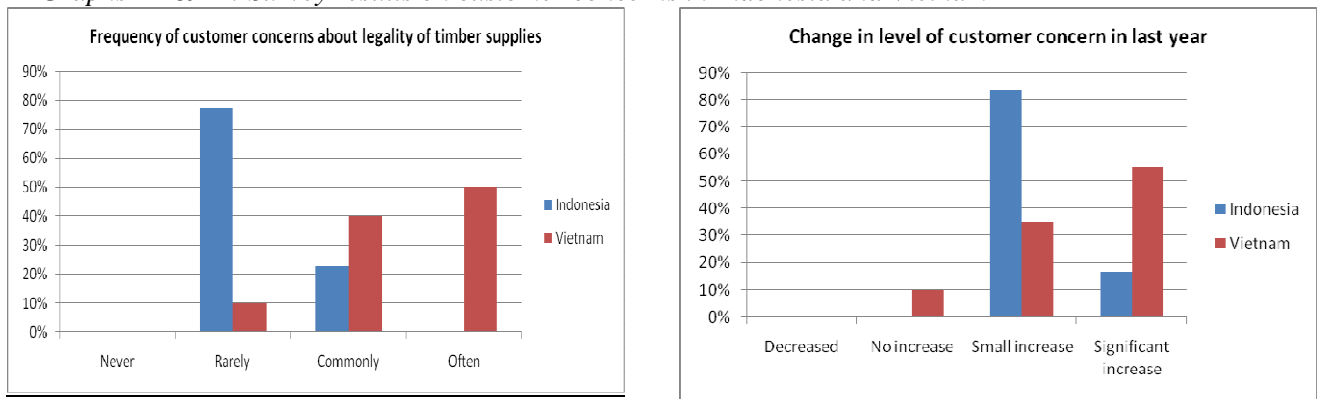 Frequency of customer concerns about legality of timber supplies
90%
80%
70%
60%
50%
40%
30%
20%
10%
0%
Never Rarely Commonly Often
Indonesia
Vietnam
Change in level of customer concern in last year
90%
80%
70%
60%
50%
40%
30%
20%
10%
0%
Decreased No increase Small increase Significant
increase
Indonesia
Vietnam